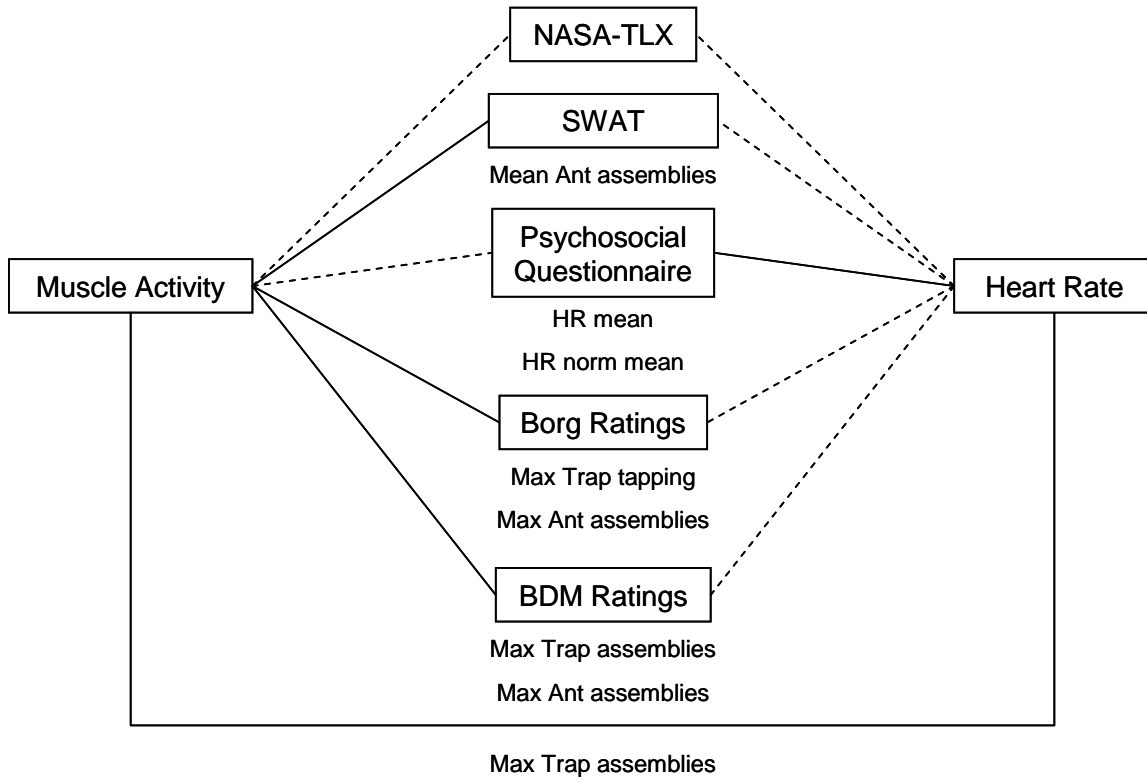 NASA-TLX
SWAT
Mean Ant assemblies
Psychosocial
Questionnaire
Muscle Activity
Heart Rate
HR mean
HR norm mean
Borg Ratings
Max Trap tapping
Max Ant assemblies
BDM Ratings
Max Trap assemblies
Max Ant assemblies
Max Trap assemblies